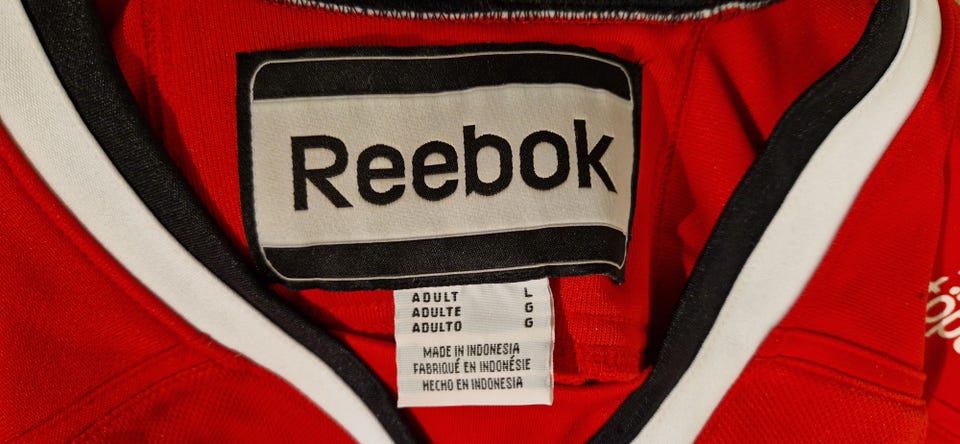 Reebok
ADULT L
ADULTE G
ADULTO G
MADE IN INDONESIA
FABRIQUÉ EN INDONÉSIE
HECHO EN INDONESIA